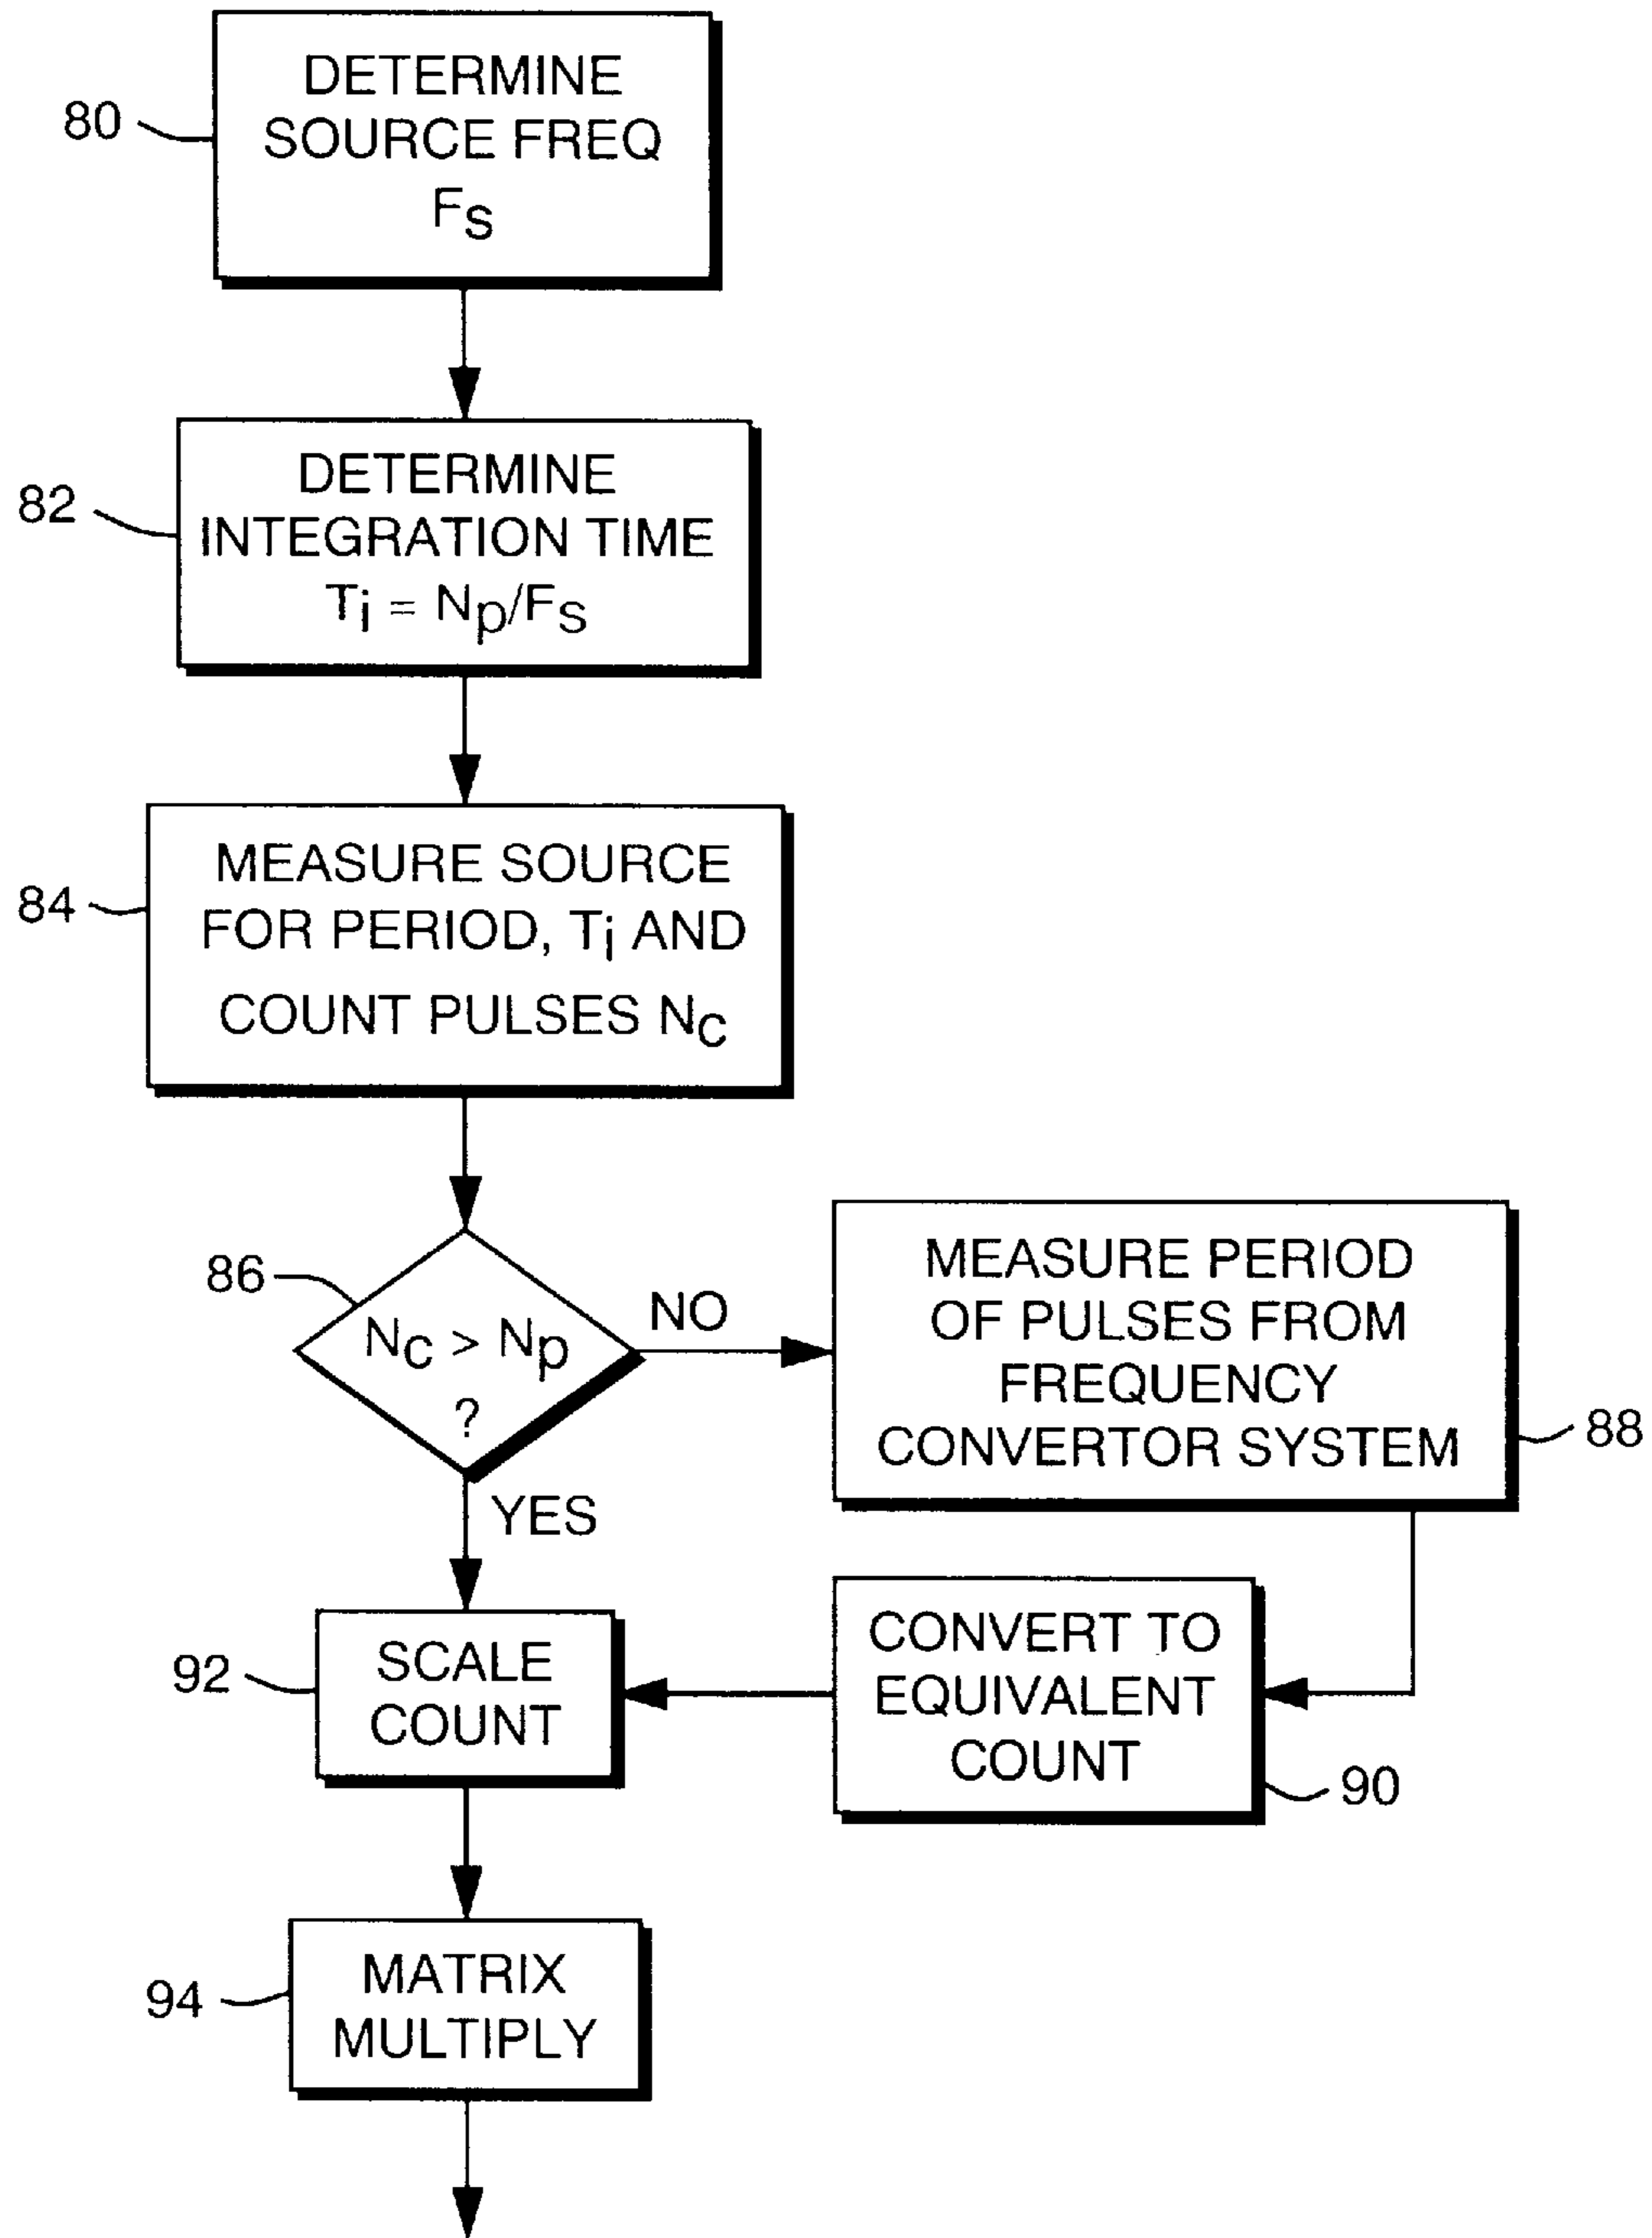 DETERMINE
SOURCE FREQ
Fs
80
DETERMINE
INTEGRATION TIME
Ti = Np/Fs
82
MEASURE SOURCE
FOR PERIOD, Ti AND
COUNT PULSES Nc
84
86
Nc > Np
?
NO
YES
MEASURE PERIOD
OF PULSES FROM
FREQUENCY
CONVERTOR SYSTEM
88
CONVERT TO
EQUIVALENT
COUNT
90
SCALE
COUNT
92
MATRIX
MULTIPLY
94